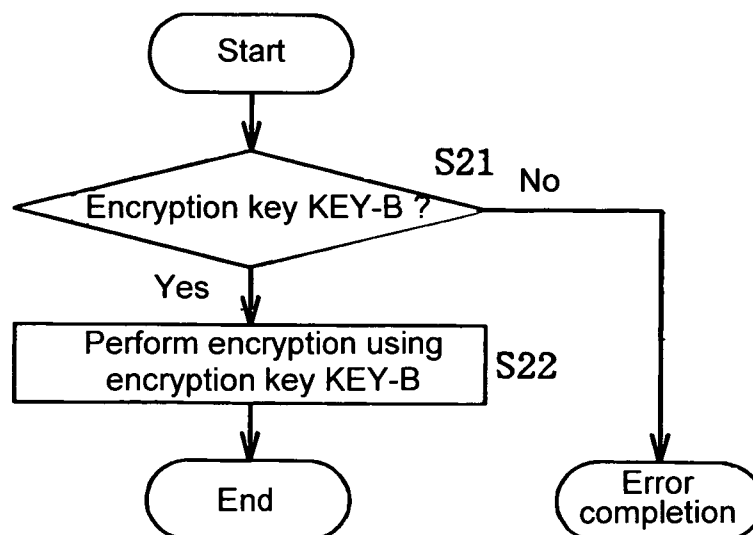 Start
S21
Encryption key KEY-B ?
No
Yes
Perform encryption using
encryption key KEY-B
S22
End
Error
completion